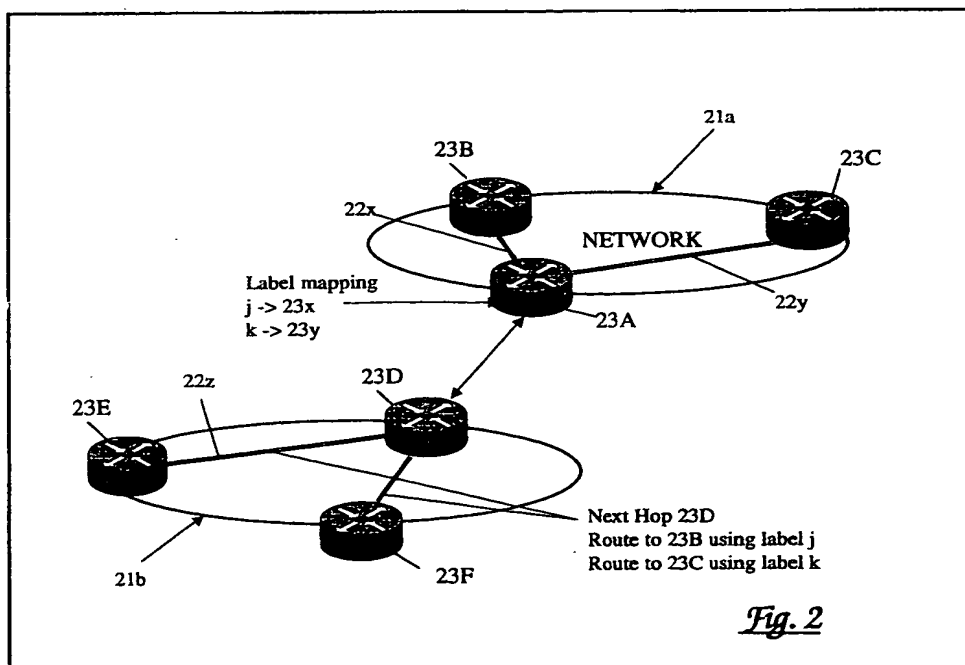 21a
23B
23C
22x
NETWORK
Label mapping
j -> 23x
k -> 23y
23A
22y
23D
22z
23E
Next Hop 23D
Route to 23B using label j
Route to 23C using label k
23F
21b
Fig. 2